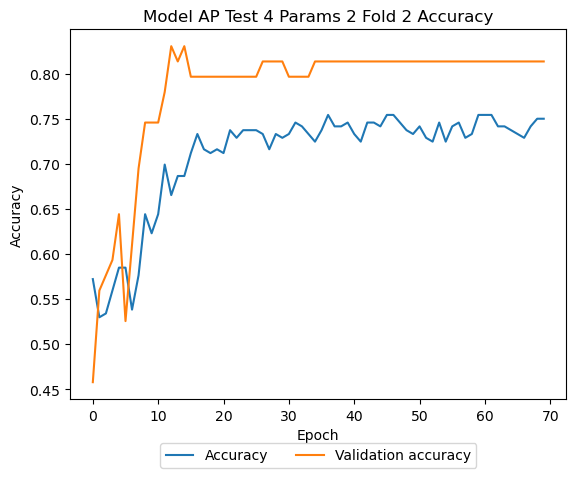 Model AP Test 4 Params 2 Fold 2 Accuracy
Accuracy
0.80
0.75
0.70
0.65
0.60
0.55
0.50
0.45
0 10 20 30 40 50 60 70
Epoch
Accuracy Validation accuracy